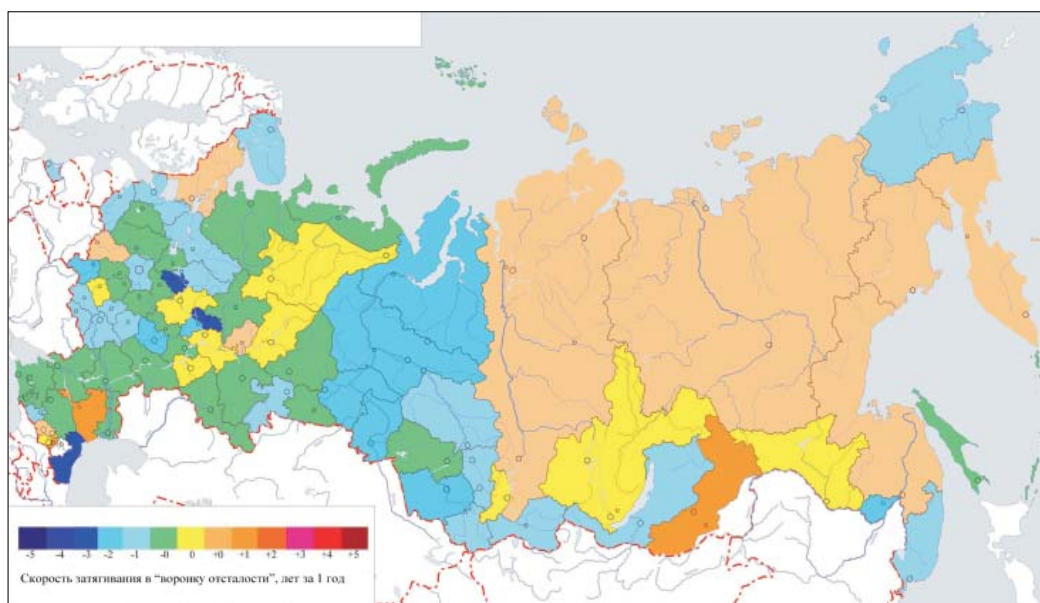 -5 -4 -3 -2 -1 -0 0 +0 +1 +2 +3 +4 +5
Скорость затягивания в “воронку отсталости”, лет за 1 год